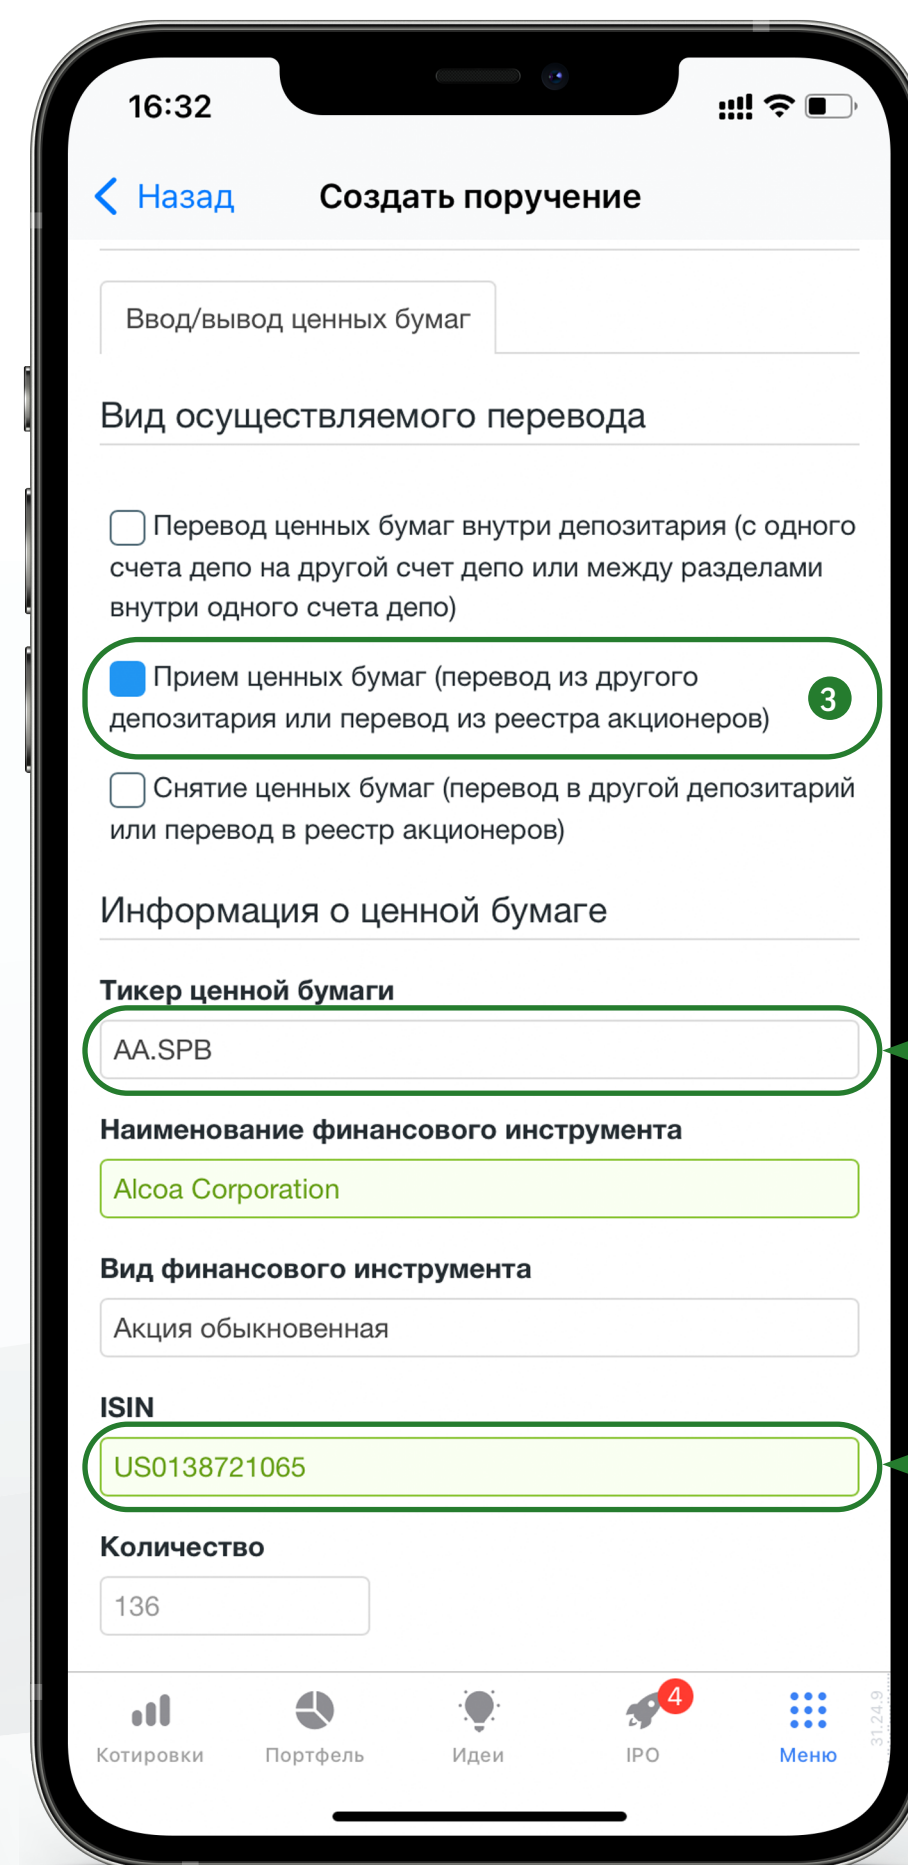 16:32
Назад
Создать поручение
Ввод/вывод ценных бумаг
Вид осуществляемого перевода
Перевод ценных бумаг внутри депозитария (с одного
счета депо на другой счет депо или между разделами
внутри одного счета депо)
Прием ценных бумаг (перевод из другого
депозитария или перевод из реестра акционеров)
3
Снятие ценных бумаг (перевод в другой депозитарий
или перевод в реестр акционеров)
Информация о ценной бумаге
Тикер ценной бумаги
AA.SPB
Наименование финансового инструмента
Alcoa Corporation
Вид финансового инструмента
Акция обыкновенная
ISIN
US0138721065
Количество
136
4
Котировки
Портфель
Идеи
IPO
Меню
31.24.9